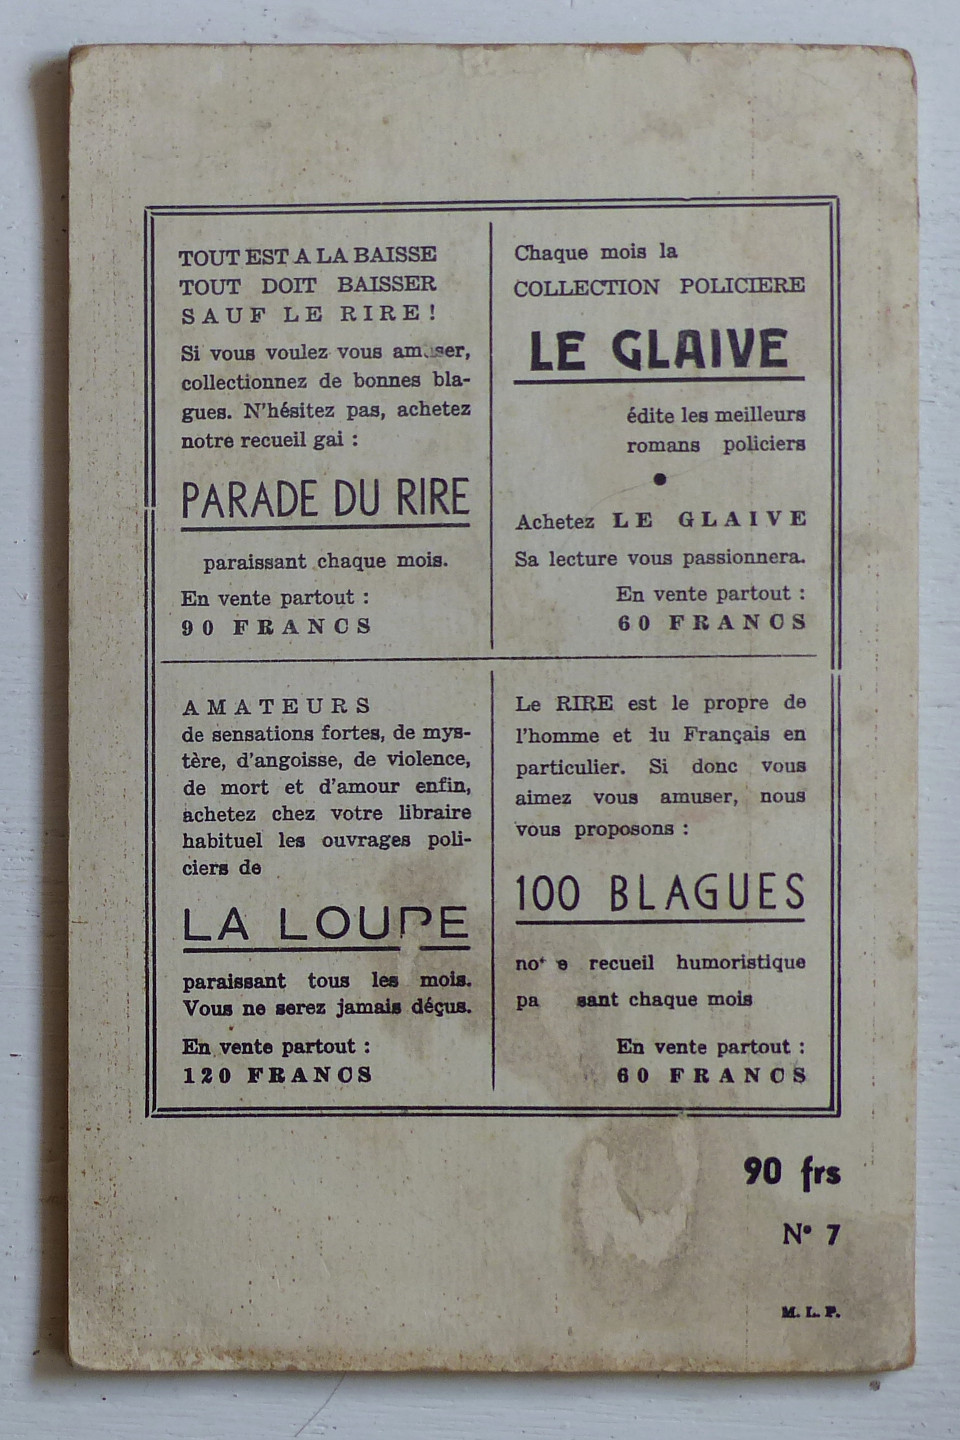 TOUT EST A LA BAISSE
TOUT DOIT BAISSER
SAUF LE RIRE !
Si vous voulez vous
collectionnez de bonnes bla-
gues. N'hésitez pas, achetez
notre recueil gai :
PARADE DU RIRE
paraissant chaque mois.
En vente partout :
90 FRANCS
Chaque mois la
COLLECTION POLICIERE
LE GLAIVE
édite les meilleurs
romans policiers
●
Achetez LE GLAIVE
Sa lecture vous passionnera.
En vente partout :
60 FRANCS
AMATEURS
de sensations fortes, de mys-
tère, d'angoisse, de violence,
de mort et d'amour enfin,
achetez chez votre libraire
habituel les ouvrages poli-
ciers de
LA LOUPE
paraissant tous les mois.
Vous ne serez jamais déçus.
En vente partout :
120 FRANCS
Le RIRE est le propre de
l'homme et du Français en
particulier. Si donc vous
aimez vous amuser, nous
vous proposons :
100 BLAGUES
recueil humoristique
chaque mois
En vente partout :
60 FRANCS
90 frs
N° 7
M. L. P.